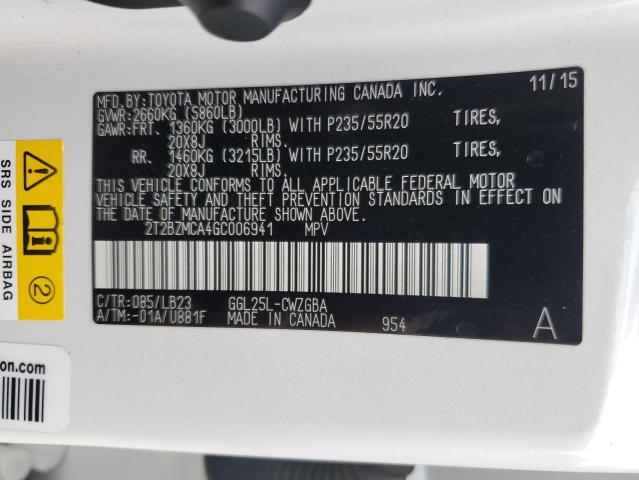 MFD.BY:TOYOTA MOTOR MANUFACTURING CANADA INC. 11/15
GVWR:2660KG (5860LB)
GAWR:FRT. 1360KG (3000LB) WITH P235/55R20 TIRES,
20X8J RIMS.
RR. 1460KG (3215LB) WITH P235/55R20 TIRES,
20X8J RIMS.
THIS VEHICLE CONFORMS TO ALL APPLICABLE FEDERAL MOTOR
VEHICLE SAFETY AND THEFT PREVENTION STANDARDS IN EFFECT ON
THE DATE OF MANUFACTURE SHOWN ABOVE.
2T2BZMCA4GC006941 MPV
C/TR:085/LB23 GGL25L-CWZGBA
A/TM:-01A/U881F MADE IN CANADA 954 A
SRS SIDE AIRBAG
2
on.com